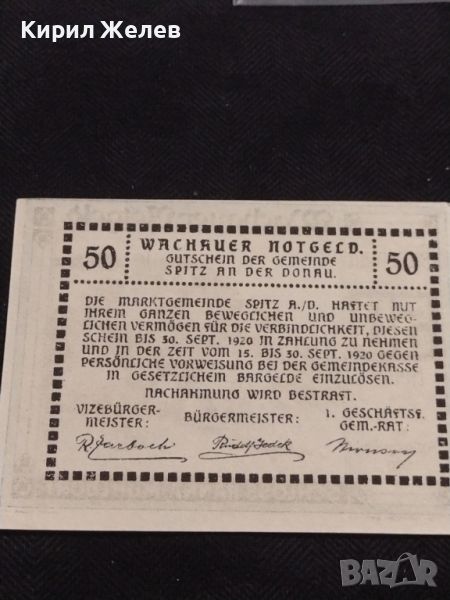 Кирил Желев
50 WACHAUER NOTGELD. 50
GUTSCHEIN DER GEMEINDE
SPITZ AN DER DONAU.
DIE MARKTGEMEINDE SPITZ A./D. HAFTET MIT
IHREM GANZEN BEWEGLICHEN UND UNBEWEG-
LICHEN VERMÖGEN FÜR DIE VERBINDLICHKEIT, DIESEN
SCHEIN BIS 30. SEPT. 1920 IN ZAHLUNG ZU NEHMEN
UND IN DER ZEIT VOM 15. BIS 30. SEPT. 1920 GEGEN
PERSÖNLICHE VORWEISUNG BEI DER GEMEINDEKASSE
IN GESETZLICHEM BARGELDE EINZULÖSEN.
NACHAHMUNG WIRD BESTRAFT.
VIZEBÜRGER-
MEISTER:
BÜRGERMEISTER:
1. GESCHÄFTSF.
GEM.-RAT:
BAZAR